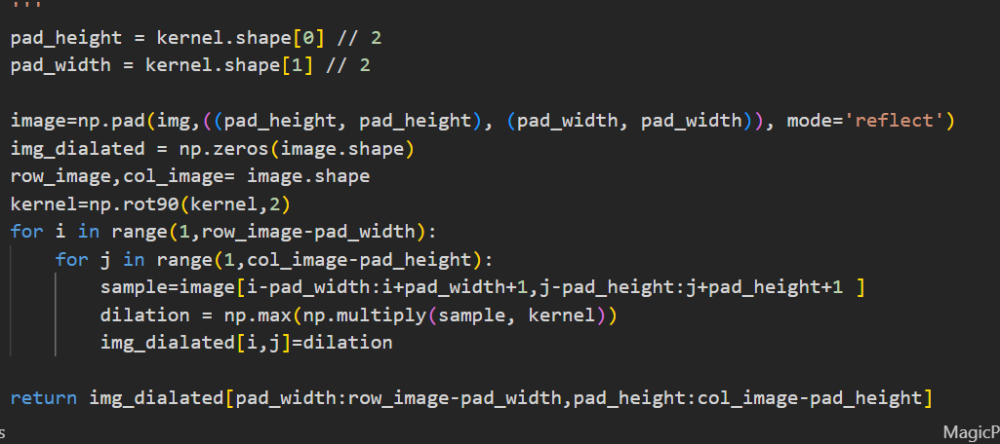 '''
pad_height = kernel.shape[0] // 2
pad_width = kernel.shape[1] // 2
image=np.pad(img,((pad_height, pad_height), (pad_width, pad_width)), mode='reflect')
img_dialated = np.zeros(image.shape)
row_image,col_image= image.shape
kernel=np.rot90(kernel,2)
for i in range(1,row_image-pad_width):
    for j in range(1,col_image-pad_height):
        sample=image[i-pad_width:i+pad_width+1,j-pad_height:j+pad_height+1 ]
        dilation = np.max(np.multiply(sample, kernel))
        img_dialated[i,j]=dilation
return img_dialated[pad_width:row_image-pad_width,pad_height:col_image-pad_height]
s
MagicP